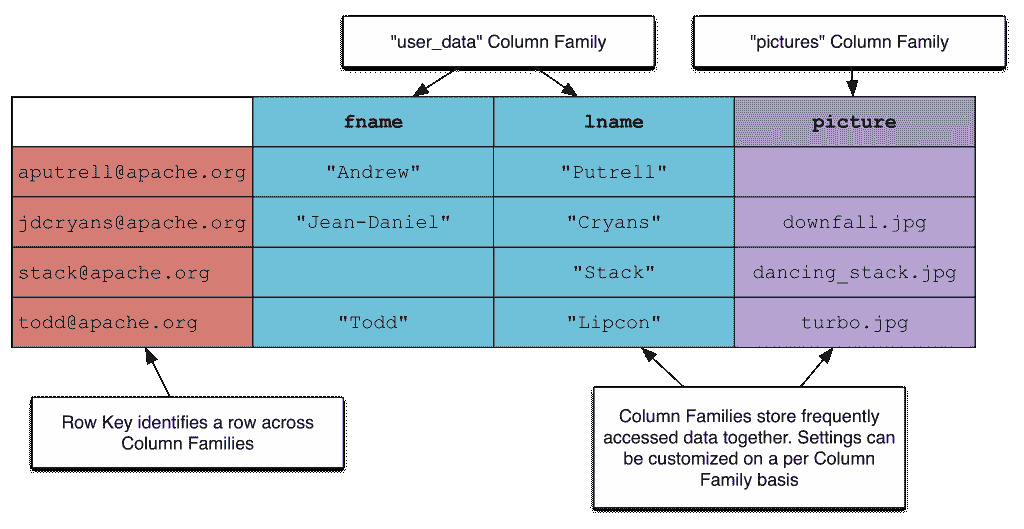 "user_data" Column Family
"pictures" Column Family
fname lname picture
aputrell@apache.org "Andrew" "Putrell"
jdcryans@apache.org "Jean-Daniel" "Cryans" downfall.jpg
stack@apache.org "Stack" dancing_stack.jpg
todd@apache.org "Todd" "Lipcon" turbo.jpg
Row Key identifies a row across
Column Families
Column Families store frequently
accessed data together. Settings can
be customized on a per Column
Family basis